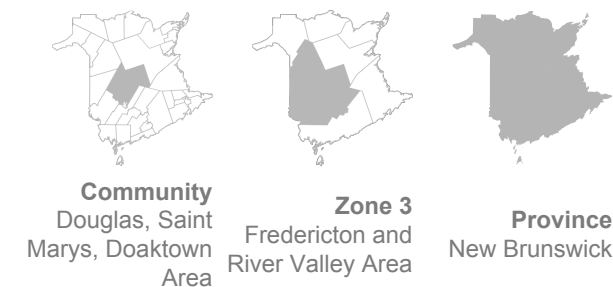 Community
Douglas, Saint
Marys, Doaktown
Area
Zone 3
Fredericton and
River Valley Area
Province
New Brunswick